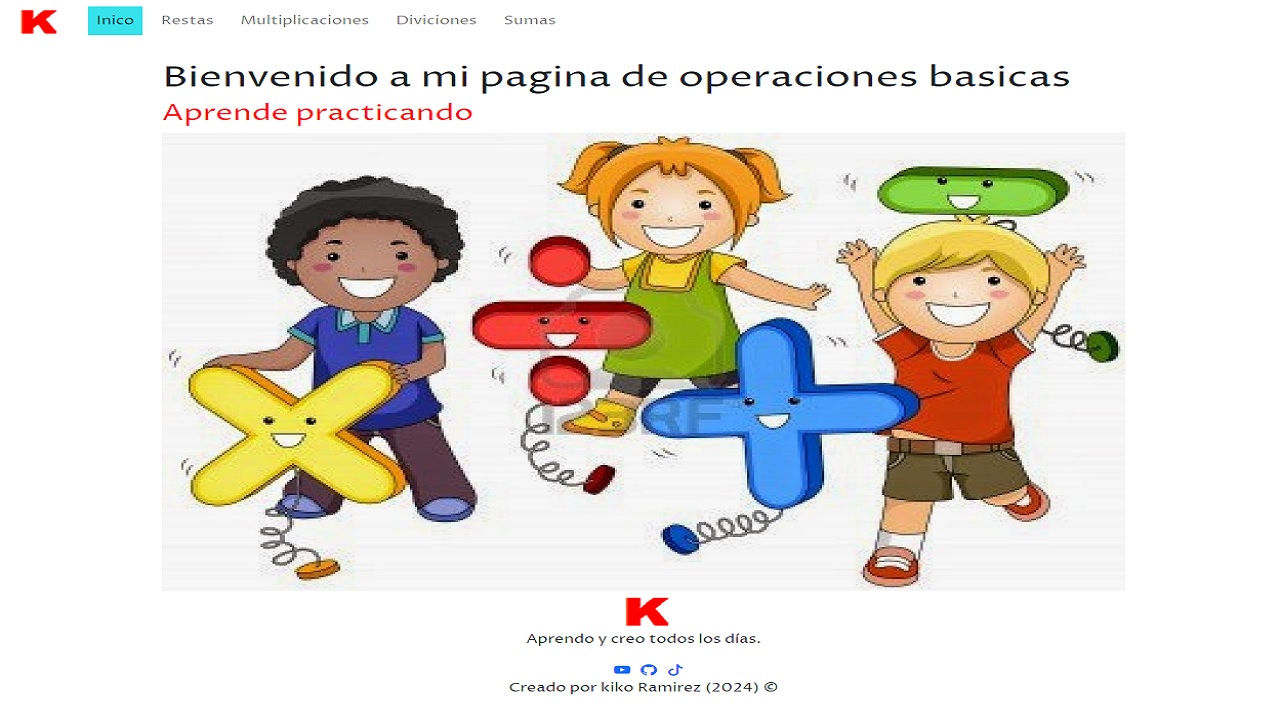 K
Inico Restas Multiplicaciones Diviciones Sumas
Bienvenido a mi pagina de operaciones basicas
Aprende practicando
123RF
K
Aprendo y creo todos los días.
Creado por kiko Ramirez (2024) ©